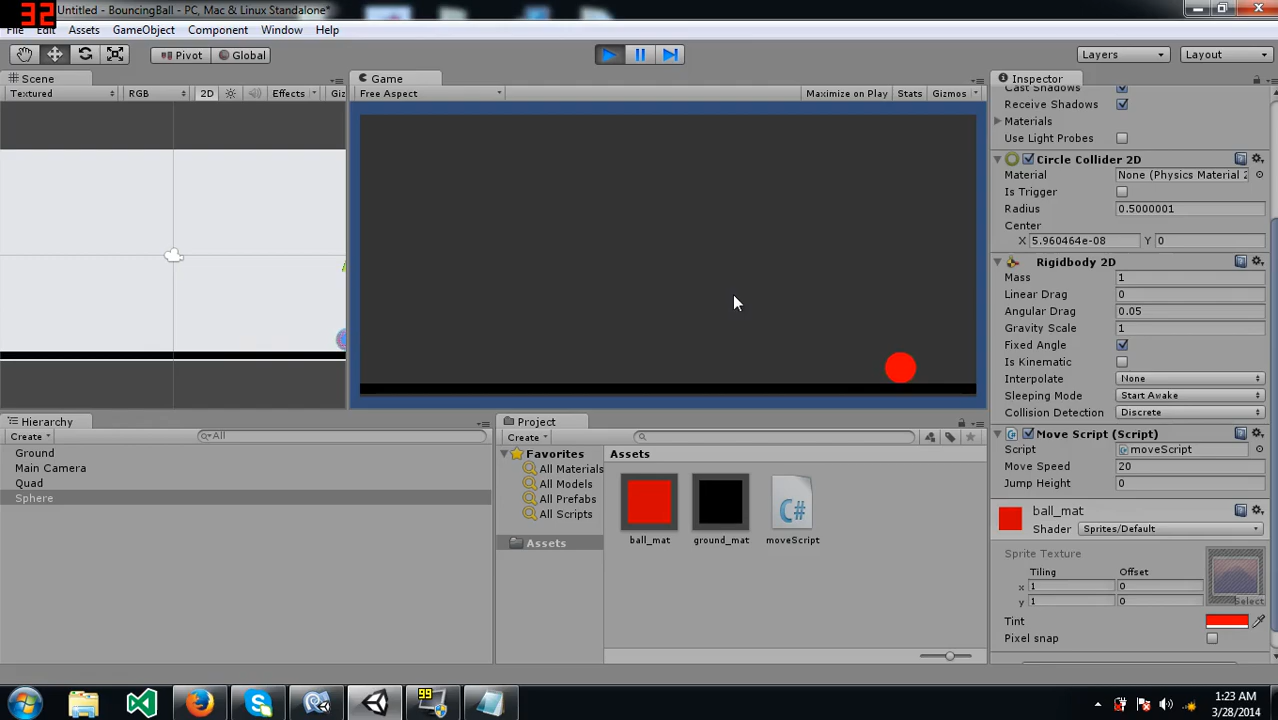 32
Untitled - BouncingBall - PC, Mac & Linux Standalone*
File Edit Assets GameObject Component Window Help
Pivot Global Layers Layout
Scene Game Inspector
Textured RGB 2D Effects Giz Free Aspect Maximize on Play Stats Gizmos
Cast Shadows
Receive Shadows
Materials
Use Light Probes
Circle Collider 2D
Material None (Physics Material 2
Is Trigger
Radius 0.5000001
Center
X 5.960464e-08 Y 0
Rigidbody 2D
Mass 1
Linear Drag 0
Angular Drag 0.05
Gravity Scale 1
Fixed Angle
Is Kinematic
Interpolate None
Sleeping Mode Start Awake
Collision Detection Discrete
Move Script (Script)
Script moveScript
Move Speed 20
Jump Height 0
ball_mat
Shader Sprites/Default
Sprite Texture
Tiling Offset
x 1 0
y 1 0
Select
Tint
Pixel snap
Hierarchy
Create All
Ground
Main Camera
Quad
Sphere
Project
Create
Favorites
All Materials
All Models
All Prefabs
All Scripts
Assets
Assets
ball_mat ground_mat moveScript
C#
99
1:23 AM
3/28/2014